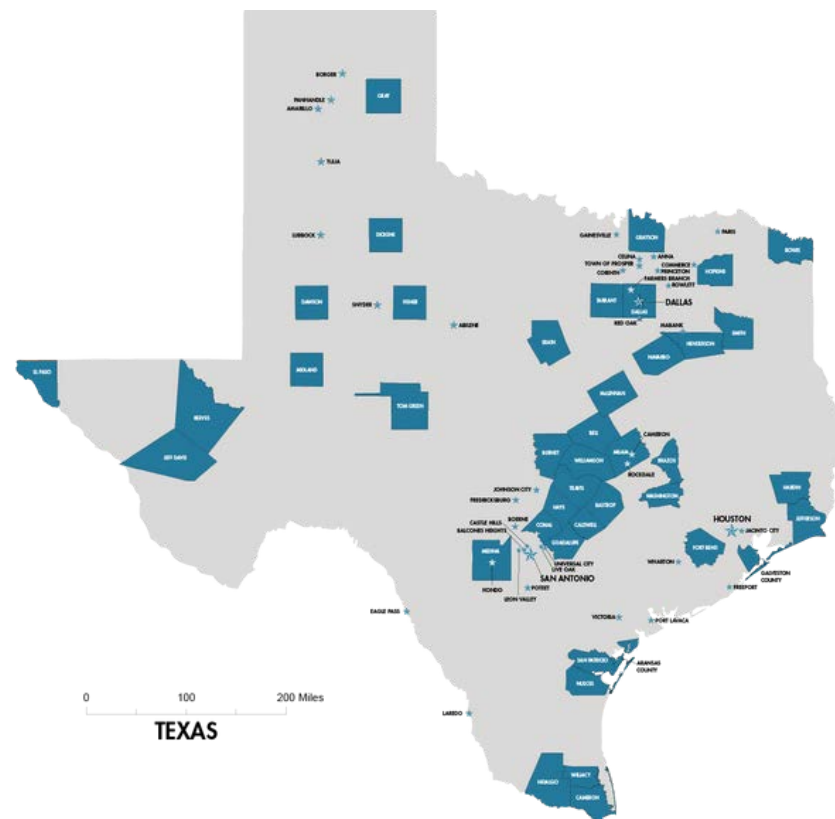 BORGER
GRAY
PANHANDLE
AMARILLO
TULIA
LUBBOCK
DICKENS
GAINESVILLE
GRAYSON
PARIS
BOWIE
CELINA
ANNA
TOWN OF PROSPER
COMMERCE
CORINTH
PRINCETON
HOPKINS
FARMERS BRANCH
ROWLETT
DAWSON
SNYDER
FISHER
TARRANT
DALLAS
DALLAS
ABILENE
RED OAK
MABANK
SMITH
ERATH
HENDERSON
NAVARRO
EL PASO
MIDLAND
REEVES
TOM GREEN
MCLENNAN
JEFF DAVIS
BELL
CAMERON
BURNET
WILLIAMSON
MILAM
BRAZOS
ROCKDALE
JOHNSON CITY
TRAVIS
WASHINGTON
HARDIN
FREDERICKSBURG
HAYS
BASTROP
JEFFERSON
CASTLE HILLS
BOERNE
COMAL
CALDWELL
HOUSTON
BALCONES HEIGHTS
JACINTO CITY
GUADALUPE
FORT BEND
MEDINA
UNIVERSAL CITY
LIVE OAK
WHARTON
GALVESTON
COUNTY
SAN ANTONIO
HONDO
POTEET
FREEPORT
LEON VALLEY
EAGLE PASS
VICTORIA
PORT LAVACA
SAN PATRICIO
ARANSAS
COUNTY
NUECES
0 100 200 Miles
LAREDO
TEXAS
HIDALGO
WILLACY
CAMERON